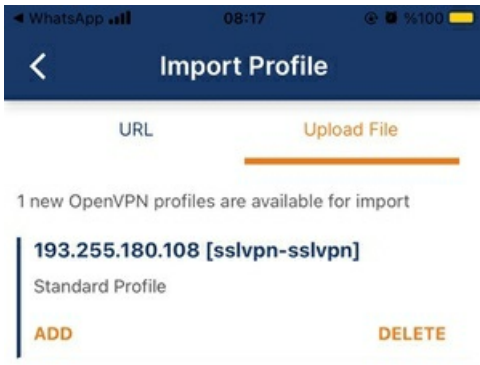 WhatsApp
08:17
%100
Import Profile
URL
Upload File
1 new OpenVPN profiles are available for import
193.255.180.108 [sslvpn-sslvpn]
Standard Profile
ADD
DELETE